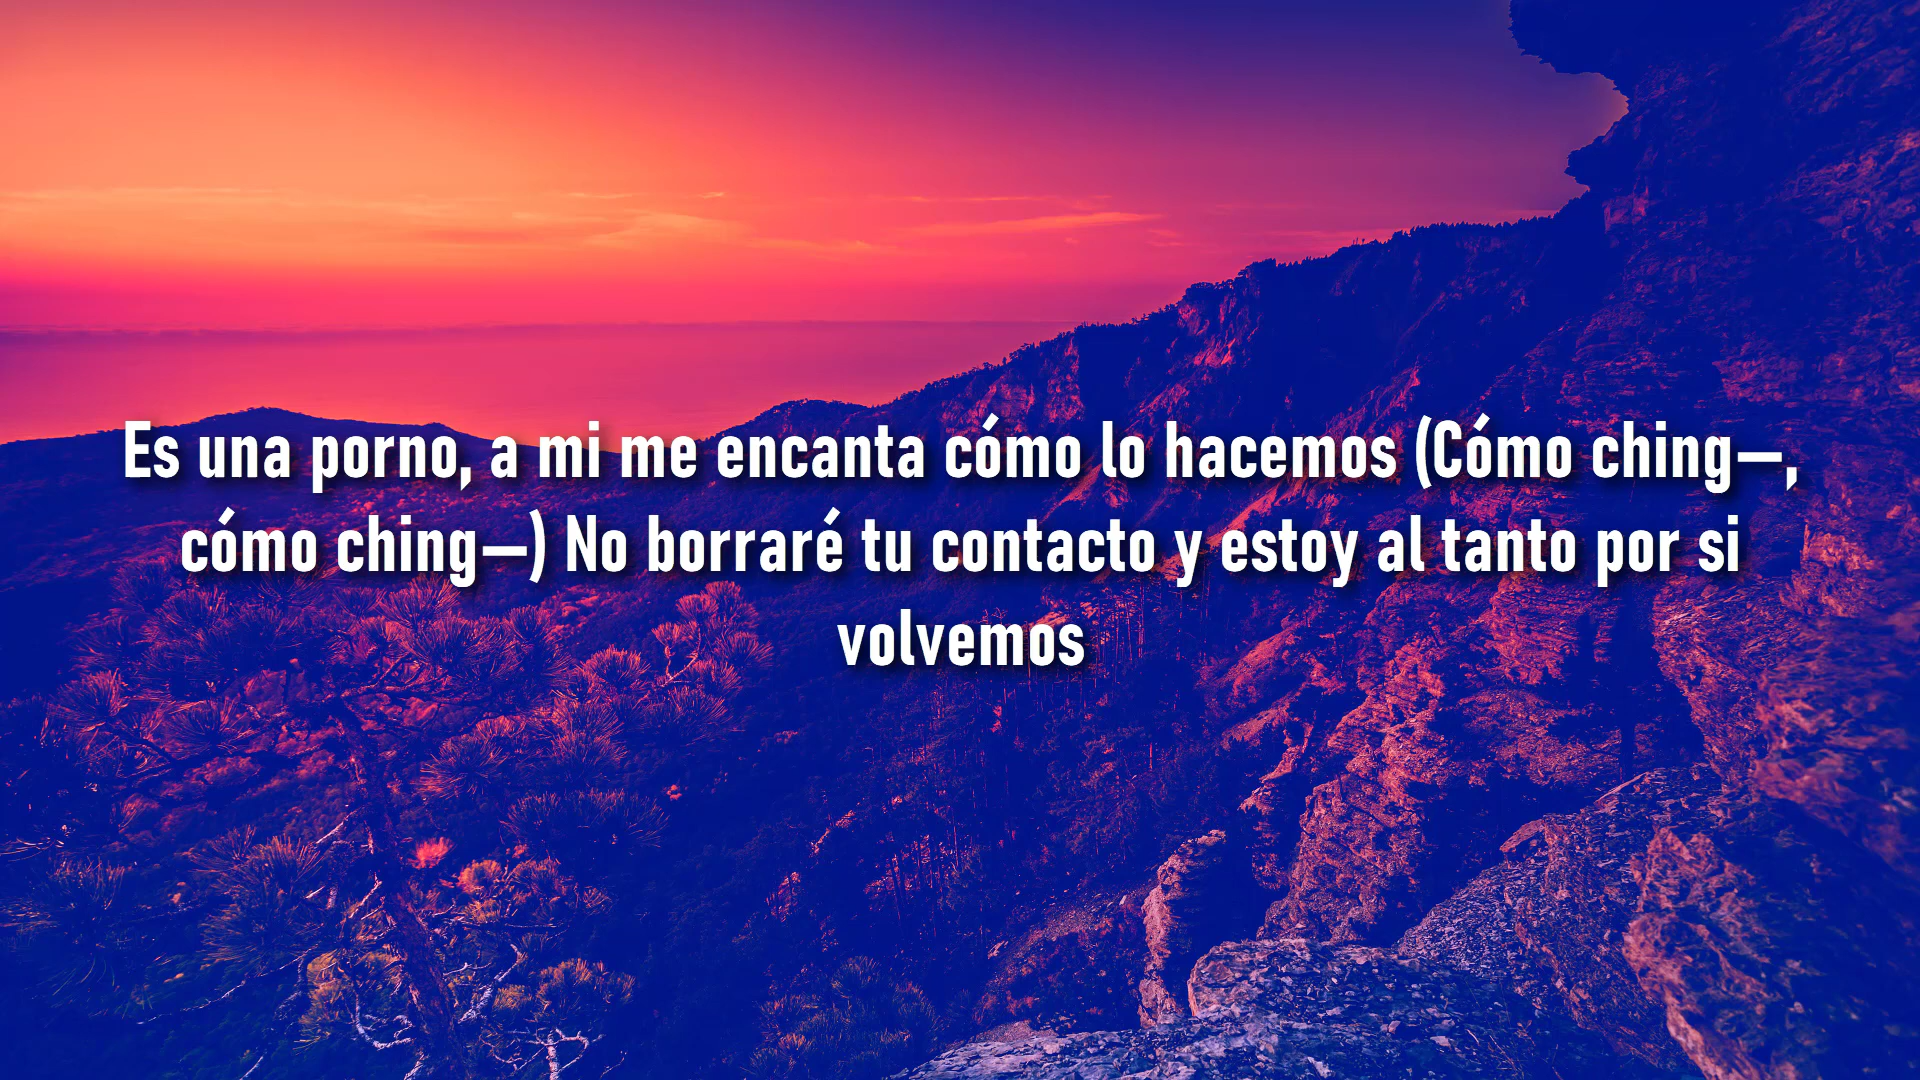 Es una porno, a mi me encanta cómo lo hacemos (Cómo ching—,
cómo ching—) No borraré tu contacto y estoy al tanto por si
volvemos